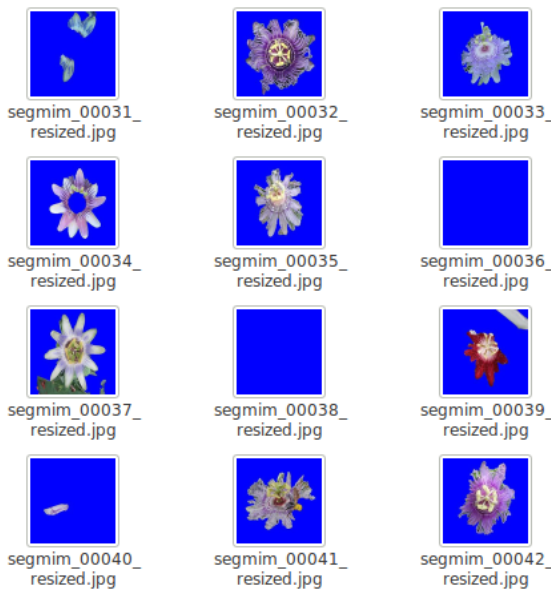 segmim_00031_
resized.jpg
segmim_00032_
resized.jpg
segmim_00033_
resized.jpg
segmim_00034_
resized.jpg
segmim_00035_
resized.jpg
segmim_00036_
resized.jpg
segmim_00037_
resized.jpg
segmim_00038_
resized.jpg
segmim_00039_
resized.jpg
segmim_00040_
resized.jpg
segmim_00041_
resized.jpg
segmim_00042_
resized.jpg